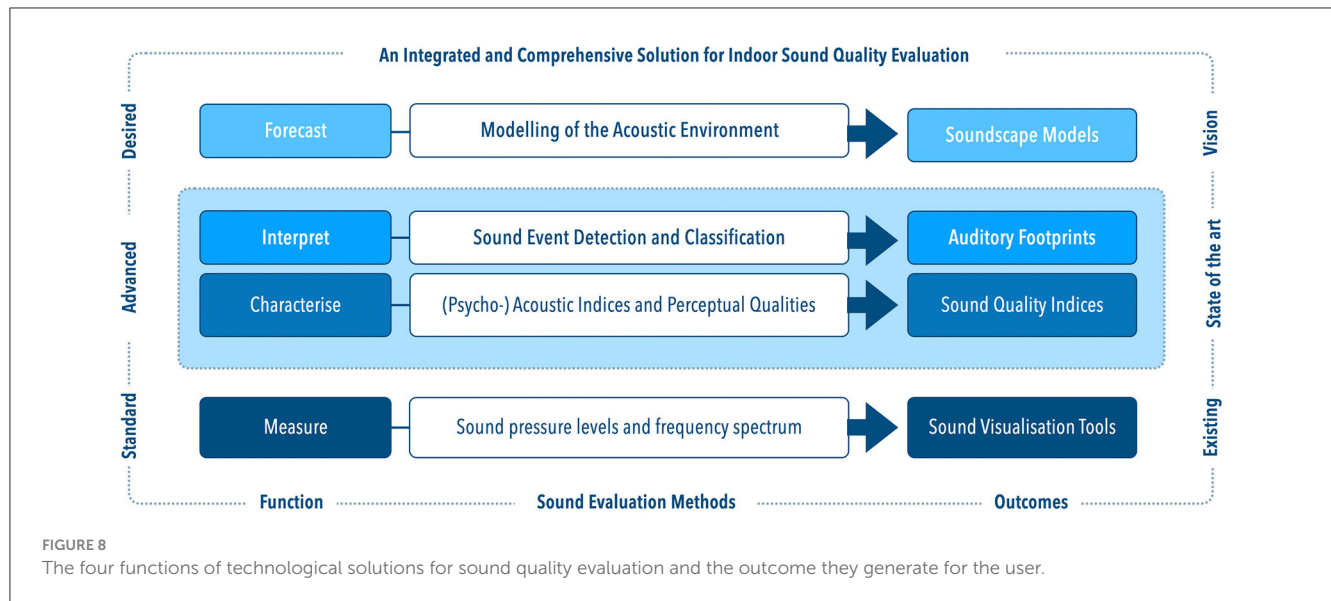 An Integrated and Comprehensive Solution for Indoor Sound Quality Evaluation
Desired
Forecast
Modelling of the Acoustic Environment
Soundscape Models
Vision
Advanced
Interpret
Sound Event Detection and Classification
Auditory Footprints
State of the art
Characterise
(Psycho-) Acoustic Indices and Perceptual Qualities
Sound Quality Indices
Standard
Measure
Sound pressure levels and frequency spectrum
Sound Visualisation Tools
Existing
Function
Sound Evaluation Methods
Outcomes
FIGURE 8
The four functions of technological solutions for sound quality evaluation and the outcome they generate for the user.